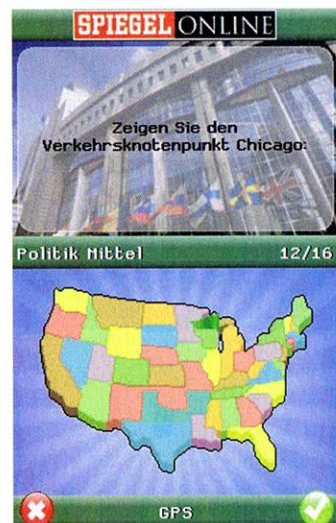 SPIEGEL ONLINE
Zeigen Sie den
Verkehrsknotenpunkt Chicago:
Politik Mittel 12/16
GPS